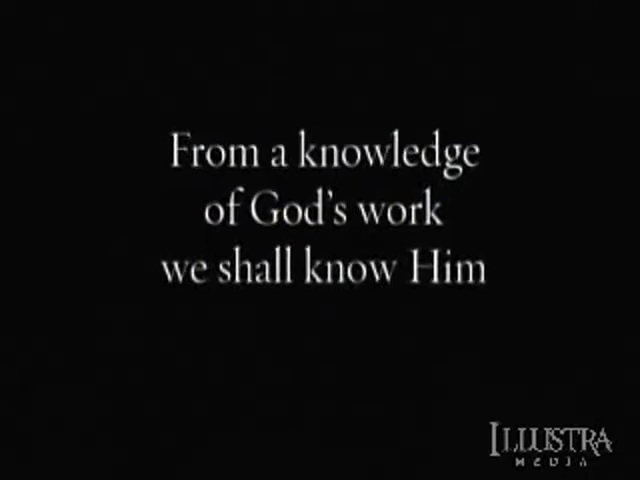 From a knowledge
of God's work
we shall know Him
ILLUSTRA
MEDIA